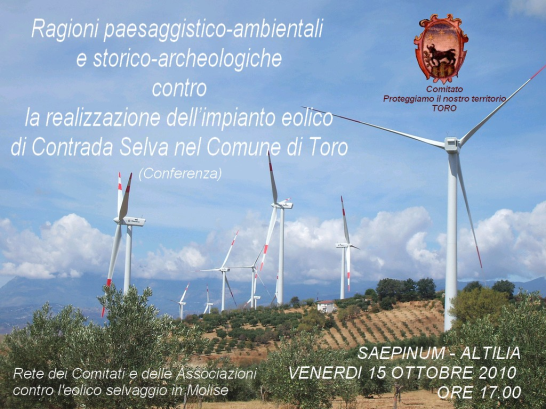 Ragioni paesaggistico-ambientali
e storico-archeologiche
contro
la realizzazione dell'impianto eolico
di Contrada Selva nel Comune di Toro
(Conferenza)
Comitato
Proteggiamo il nostro territorio
TORO
Rete dei Comitati e delle Associazioni
contro l'eolico selvaggio in Molise
SAEPINUM - ALTILIA
VENERDI 15 OTTOBRE 2010
ORE 17.00